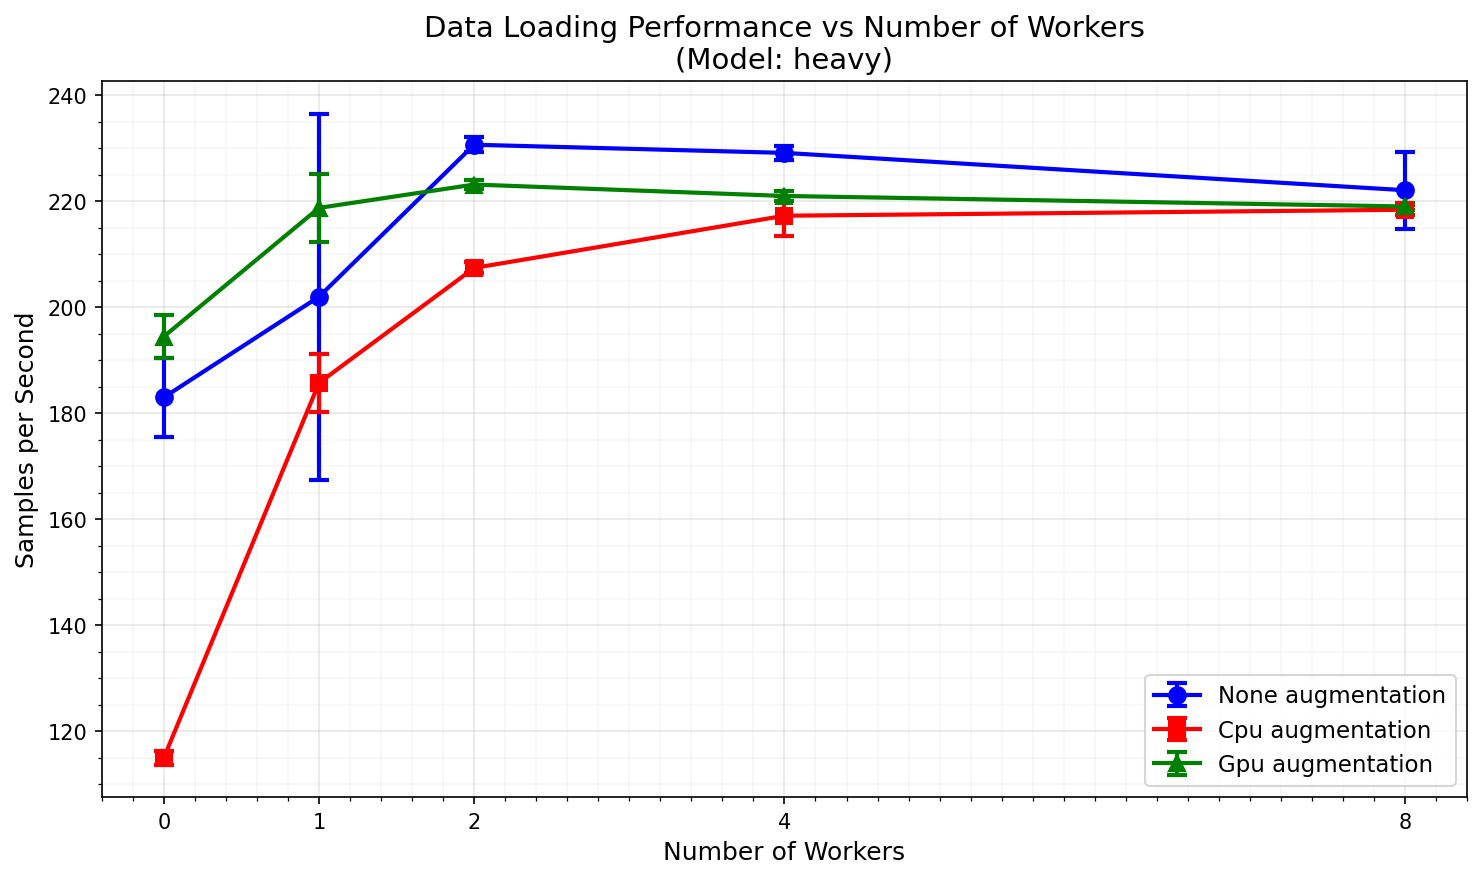 Data Loading Performance vs Number of Workers
(Model: heavy)
Samples per Second
240
220
200
180
160
140
120
0 1 2 4 8
Number of Workers
None augmentation
Cpu augmentation
Gpu augmentation